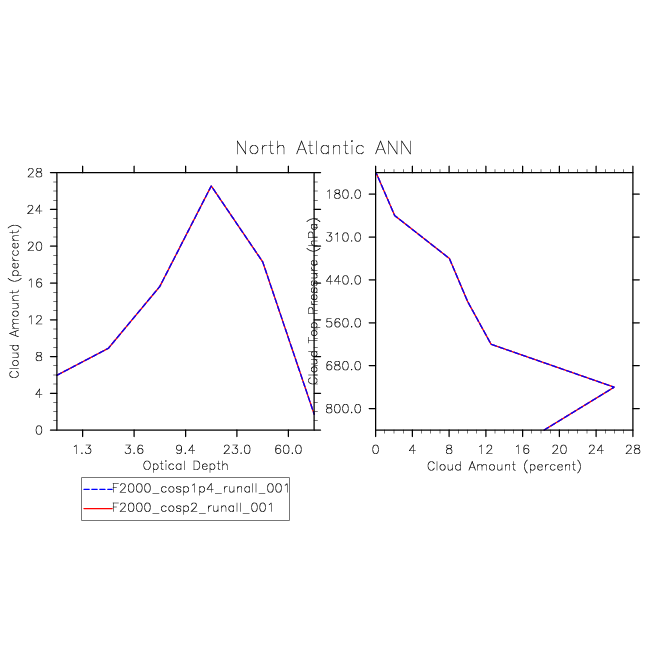 North Atlantic ANN
Cloud Amount (percent)
28
24
20
16
12
8
4
0
1.3 3.6 9.4 23.0 60.0
Optical Depth
Cloud Top Pressure (hPa)
180.0
310.0
440.0
560.0
680.0
800.0
0 4 8 12 16 20 24 28
Cloud Amount (percent)
F2000_cosp1p4_runall_001
F2000_cosp2_runall_001